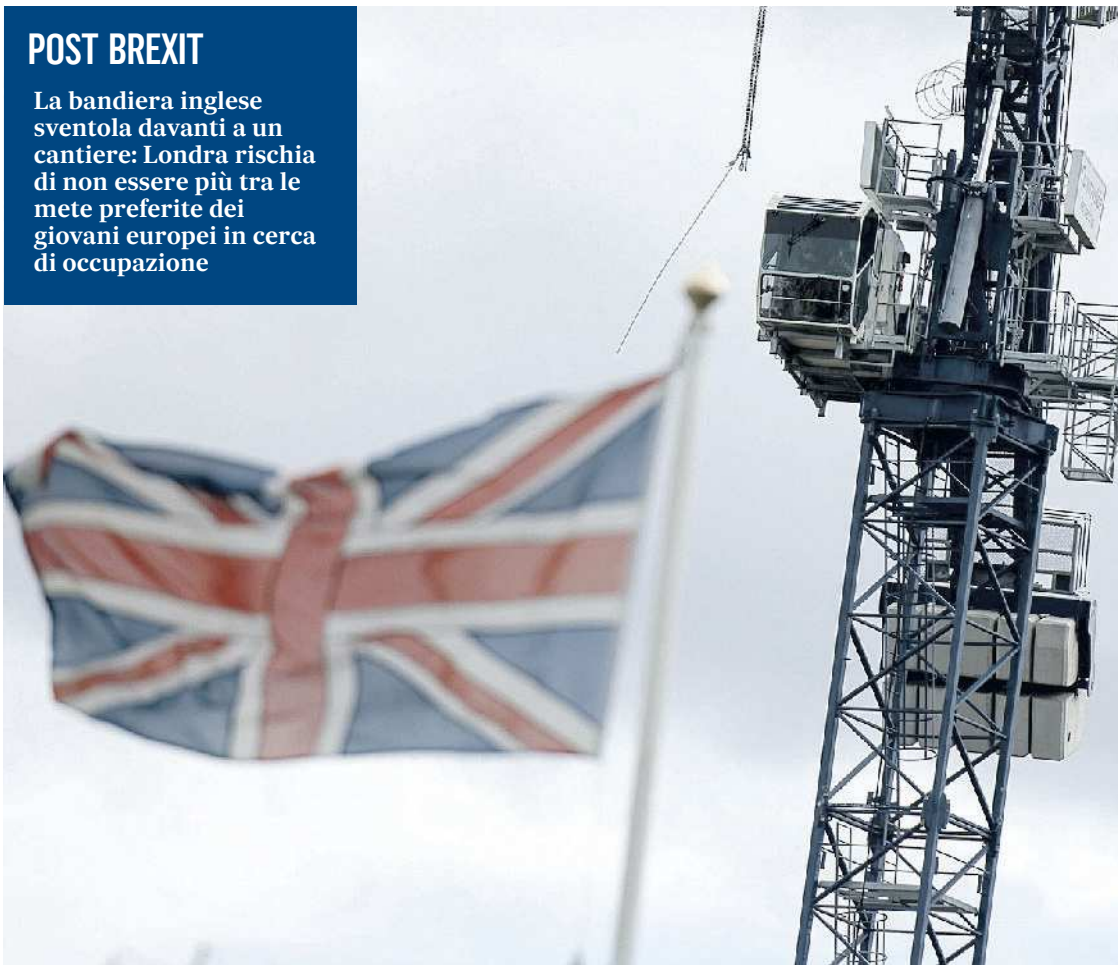 POST BREXIT
La bandiera inglese
sventola davanti a un
cantiere: Londra rischia
di non essere più tra le
mete preferite dei
giovani europei in cerca
di occupazione